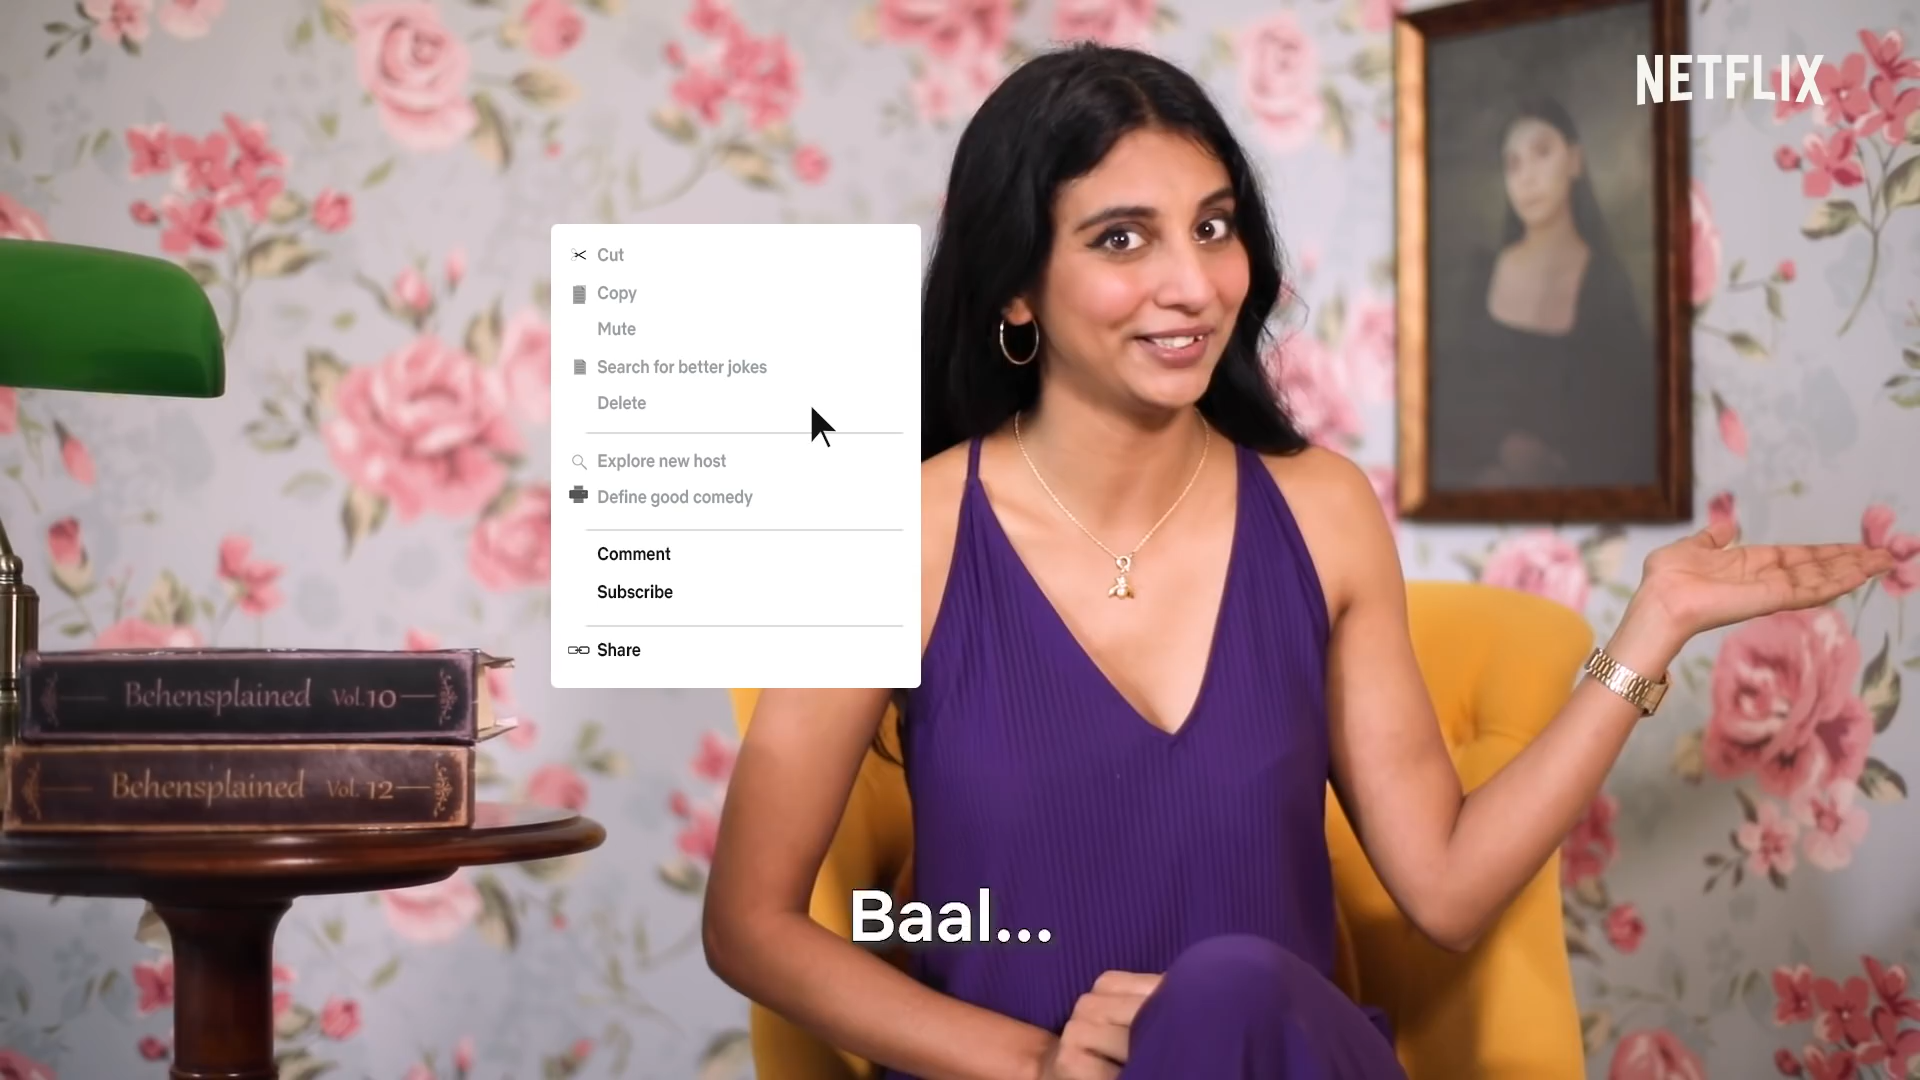 NETFLIX
Cut
Copy
Mute
Search for better jokes
Delete
Explore new host
Define good comedy
Comment
Subscribe
Share
Behensplained Vol.10
Behensplained Vol. 12
Baal...